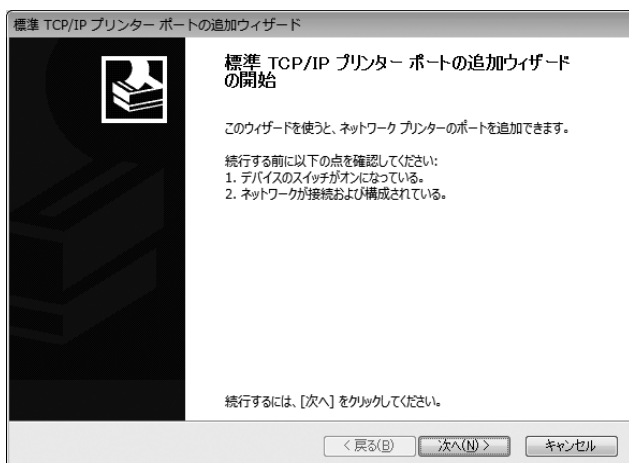 標準 TCP/IP プリンター ポートの追加ウィザード
標準 TCP/IP プリンター ポートの追加ウィザード
の開始
このウィザードを使うと、ネットワーク プリンターのポートを追加できます。
続行する前に以下の点を確認してください:
1. デバイスのスイッチがオンになっている。
2. ネットワークが接続および構成されている。
続行するには、[次へ] をクリックしてください。
< 戻る(B)
次へ(N) >
キャンセル